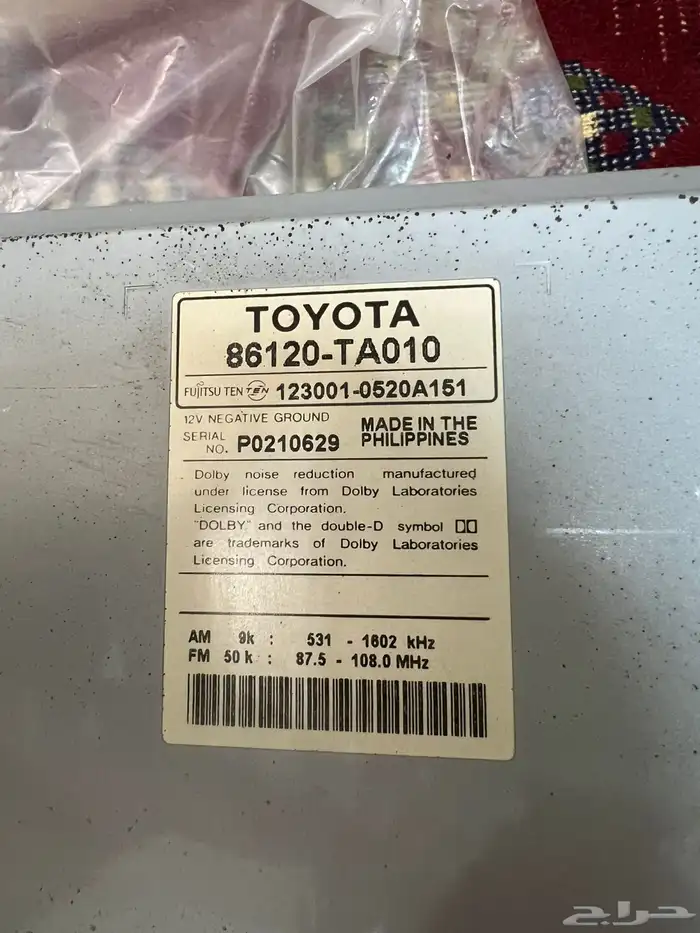 TOYOTA
86120-TA010
FUJITSU TEN TEN 123001-0520A151
12V NEGATIVE GROUND
SERIAL NO. P0210629
MADE IN THE PHILIPPINES
Dolby noise reduction manufactured
under license from Dolby Laboratories
Licensing Corporation.
"DOLBY" and the double-D symbol
are trademarks of Dolby Laboratories
Licensing Corporation.
AM 9k : 531 - 1602 kHz
FM 50k : 87.5 - 108.0 MHz
حراج